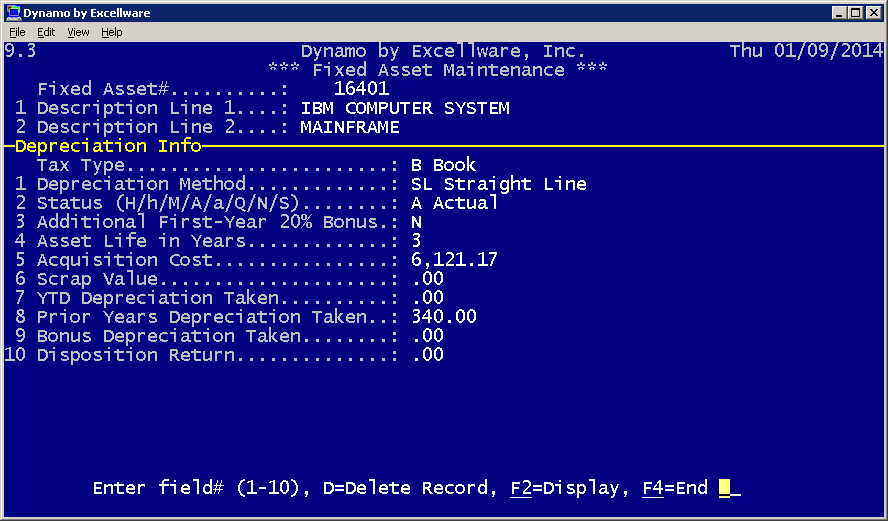 Dynamo by Excellware
File Edit View Help
9.3 Dynamo by Excellware, Inc. Thu 01/09/2014
*** Fixed Asset Maintenance ***
Fixed Asset#..........: 16401
1 Description Line 1....: IBM COMPUTER SYSTEM
2 Description Line 2....: MAINFRAME
Depreciation Info
Tax Type........................: B Book
1 Depreciation Method.............: SL Straight Line
2 Status (H/h/M/A/a/Q/N/S)........: A Actual
3 Additional First-Year 20% Bonus.: N
4 Asset Life in Years.............: 3
5 Acquisition Cost................: 6,121.17
6 Scrap Value.....................: .00
7 YTD Depreciation Taken..........: .00
8 Prior Years Depreciation Taken..: 340.00
9 Bonus Depreciation Taken........: .00
10 Disposition Return..............: .00
Enter field# (1-10), D=Delete Record, F2=Display, F4=End